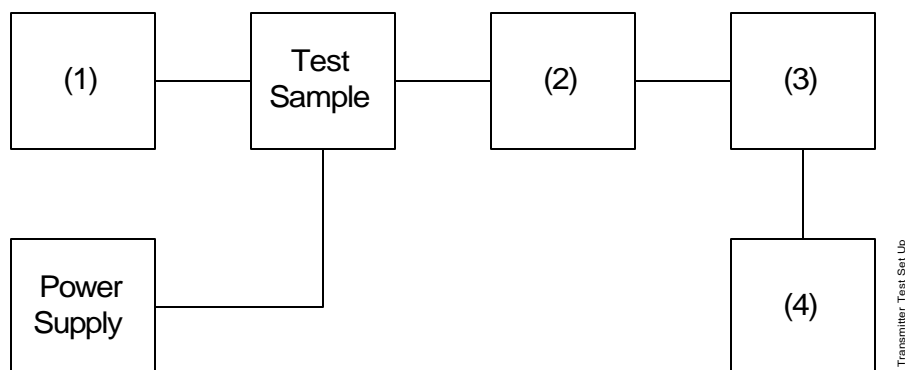 (1)
Test
Sample
(2)
(3)
Power
Supply
(4)
Transmitter Test Set Up